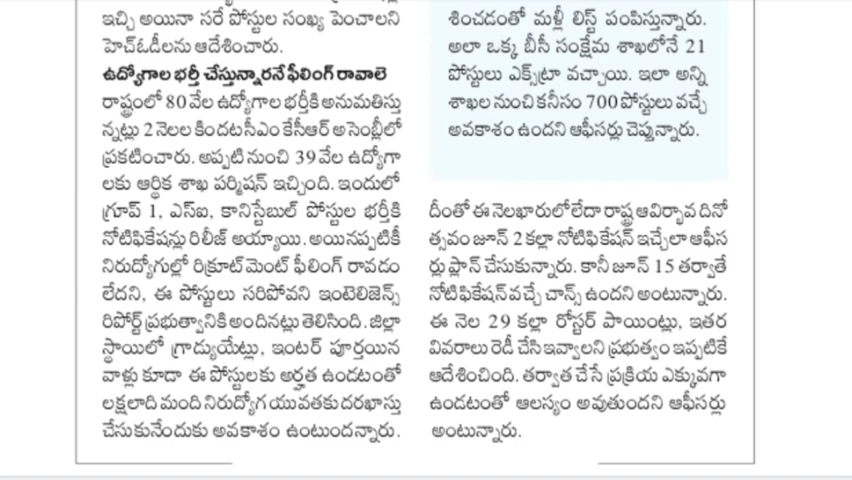 ఇచ్చి అయినా సరే పోస్టుల సంఖ్య పెంచాలని
హెచ్ఓడీలను ఆదేశించారు.
ఉద్యోగాల భర్తీ చేస్తున్నారనే ఫీలింగ్ రావాలె
రాష్ట్రంలో 80 వేల ఉద్యోగాల భర్తీకి అనుమతిస్తు
న్నట్లు 2 నెలల కిందట సీఎం కేసీఆర్ అసెంబ్లీలో
ప్రకటించారు. అప్పటి నుంచి 39 వేల ఉద్యోగా
లకు ఆర్థిక శాఖ పర్మిషన్ ఇచ్చింది. ఇందులో
గ్రూప్ 1, ఎస్ఐ, కానిస్టేబుల్ పోస్టుల భర్తీకి
నోటిఫికేషన్లు రిలీజ్ అయ్యాయి. అయినప్పటికీ
నిరుద్యోగుల్లో రిక్రూట్‌మెంట్ ఫీలింగ్ రావడం
లేదని, ఈ పోస్టులు సరిపోవని ఇంటెలిజెన్స్
రిపోర్ట్ ప్రభుత్వానికి అందినట్లు తెలిసింది. జిల్లా
స్థాయిలో గ్రాడ్యుయేట్లు, ఇంటర్ పూర్తయిన
వాళ్లు కూడా ఈ పోస్టులకు అర్హత ఉండటంతో
లక్షలాది మంది నిరుద్యోగ యువతకు దరఖాస్తు
చేసుకునేందుకు అవకాశం ఉంటుందన్నారు.
శించడంతో మళ్లీ లిస్ట్ పంపిస్తున్నారు.
అలా ఒక్క బీసీ సంక్షేమ శాఖలోనే 21
పోస్టులు ఎక్స్‌ట్రా వచ్చాయి. ఇలా అన్ని
శాఖల నుంచి కనీసం 700 పోస్టులు వచ్చే
అవకాశం ఉందని ఆఫీసర్లు చెప్తున్నారు.
దీంతో ఈ నెలఖారులో లేదా రాష్ట్ర ఆవిర్భావ దినో
త్సవం జూన్ 2 కల్లా నోటిఫికేషన్ ఇచ్చేలా ఆఫీస
ర్లు ప్లాన్ చేసుకున్నారు. కానీ జూన్ 15 తర్వాతే
నోటిఫికేషన్ వచ్చే చాన్స్ ఉందని అంటున్నారు.
ఈ నెల 29 కల్లా రోస్టర్ పాయింట్లు, ఇతర
వివరాలు రెడీ చేసి ఇవ్వాలని ప్రభుత్వం ఇప్పటికే
ఆదేశించింది. తర్వాత చేసే ప్రక్రియ ఎక్కువగా
ఉండటంతో ఆలస్యం అవుతుందని ఆఫీసర్లు
అంటున్నారు.